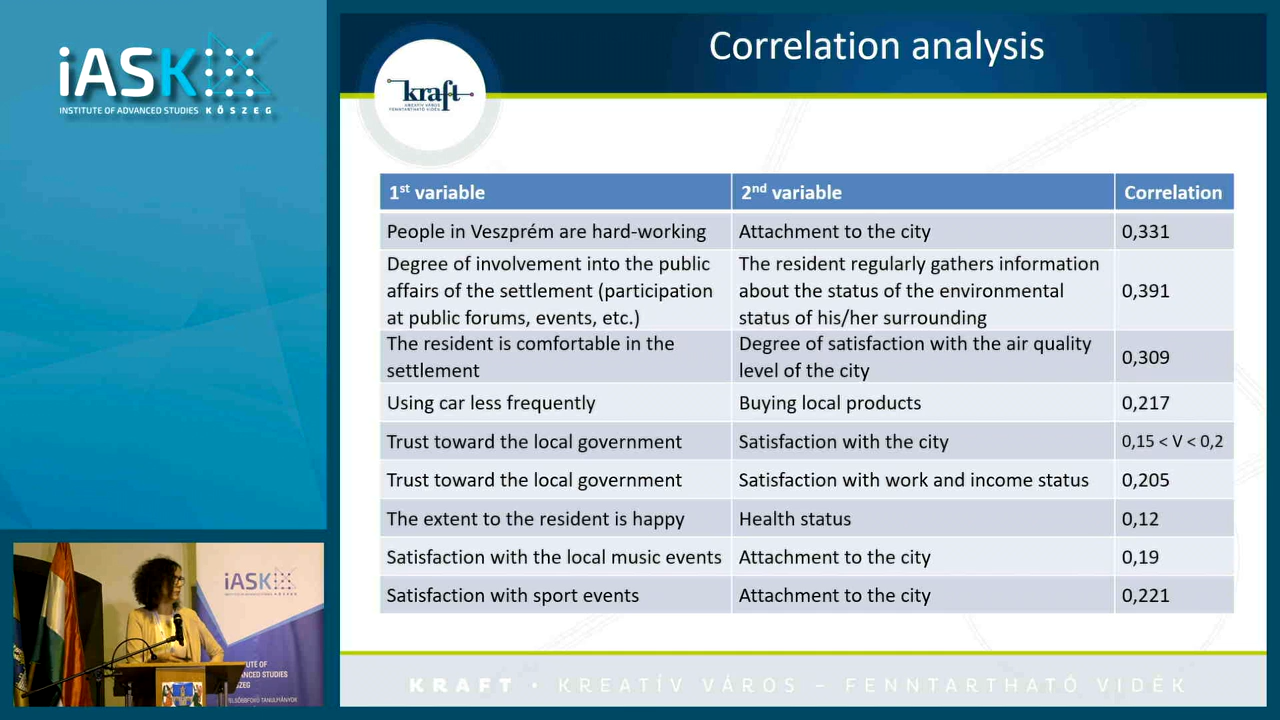 iASK
INSTITUTE OF ADVANCED STUDIES KŐSZEG
kraft
KREATÍV VÁROS
FENNTARTHATÓ VIDÉK
Correlation analysis
1st variable 2nd variable Correlation
People in Veszprém are hard-working Attachment to the city 0,331
Degree of involvement into the public
affairs of the settlement (participation
at public forums, events, etc.)
The resident regularly gathers information
about the status of the environmental
status of his/her surrounding
0,391
The resident is comfortable in the
settlement
Degree of satisfaction with the air quality
level of the city
0,309
Using car less frequently Buying local products 0,217
Trust toward the local government Satisfaction with the city 0,15 < V < 0,2
Trust toward the local government Satisfaction with work and income status 0,205
The extent to the resident is happy Health status 0,12
Satisfaction with the local music events Attachment to the city 0,19
Satisfaction with sport events Attachment to the city 0,221
KRAFT • KREATÍV VÁROS – FENNTARTHATÓ VIDÉK
iASK